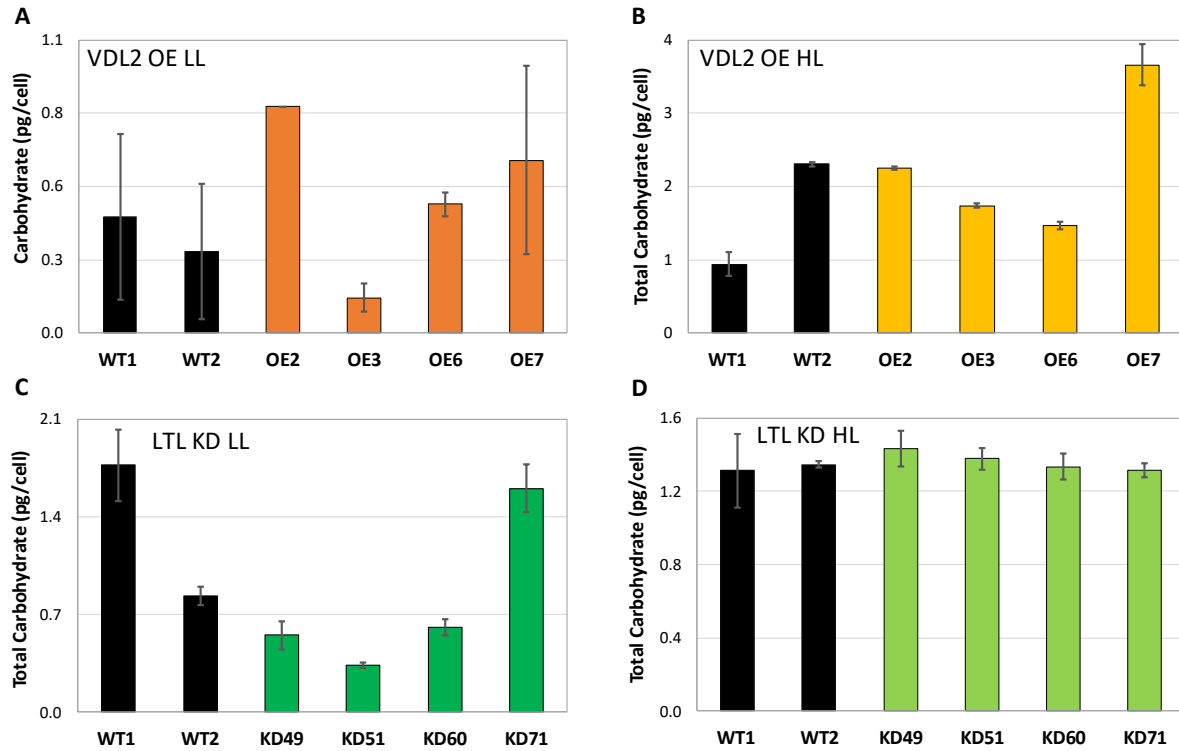 A
VDL2 OE LL
Carbohydrate (pg/cell)
1.1
0.8
0.6
0.3
0.0
WT1 WT2 OE2 OE3 OE6 OE7
B
VDL2 OE HL
Total Carbohydrate (pg/cell)
4
3
2
1
0
WT1 WT2 OE2 OE3 OE6 OE7
C
LTL KD LL
Total Carbohydrate (pg/cell)
2.1
1.4
0.7
0.0
WT1 WT2 KD49 KD51 KD60 KD71
D
LTL KD HL
Total Carbohydrate (pg/cell)
1.6
1.2
0.8
0.4
0.0
WT1 WT2 KD49 KD51 KD60 KD71